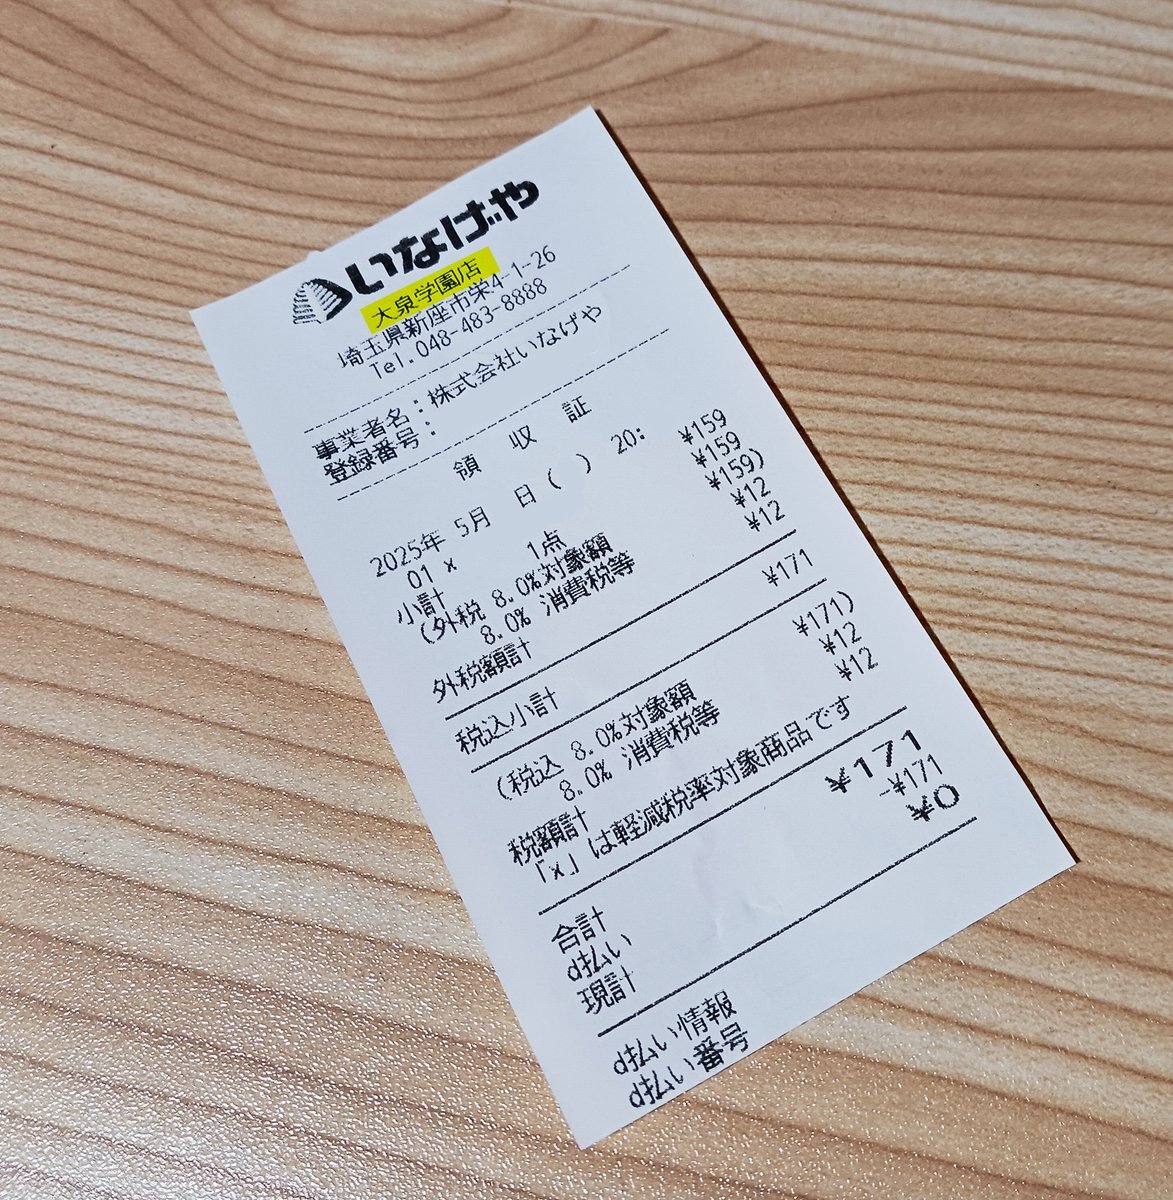 いなげや
大泉学園店
埼玉県新座市栄4-1-26
Tel.048-483-8888
事業者名：株式会社いなげや
登録番号：
領 収 証
2025年 5月 日( ) 20:
01 × 1点 ¥159
小計 ¥159
(外税 8.0%対象額 ¥159)
8.0% 消費税等 ¥12
外税額計 ¥12
税込小計 ¥171
(税込 8.0%対象額 ¥171)
8.0% 消費税等 ¥12
税額計 ¥12
「×」は軽減税率対象商品です
合計 ¥171
d払い -¥171
現計 ¥0
d払い情報
d払い番号